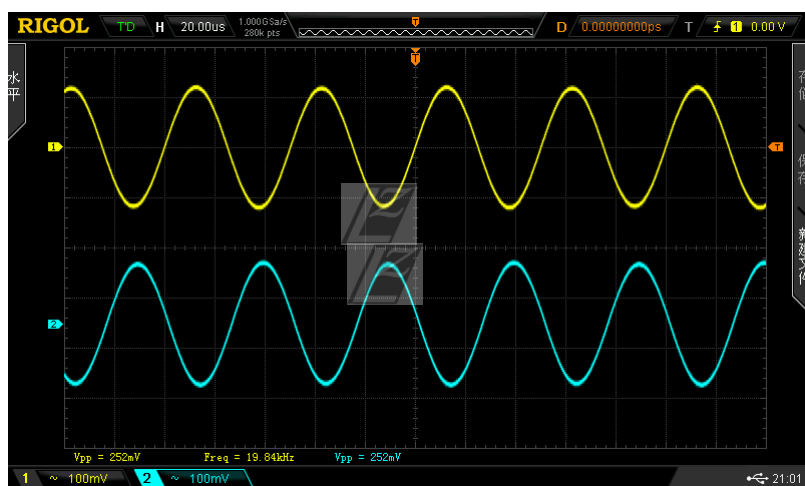 RIGOL T'D H 20.00us 1.000GSa/s 280k pts T D 0.00000000ps T 1 0.00 V
T
水平
存储
1
T
保存
新建文件
2
Vpp = 252mV Freq = 19.84kHz Vpp = 252mV
1 ~ 100mV 2 ~ 100mV 21:01